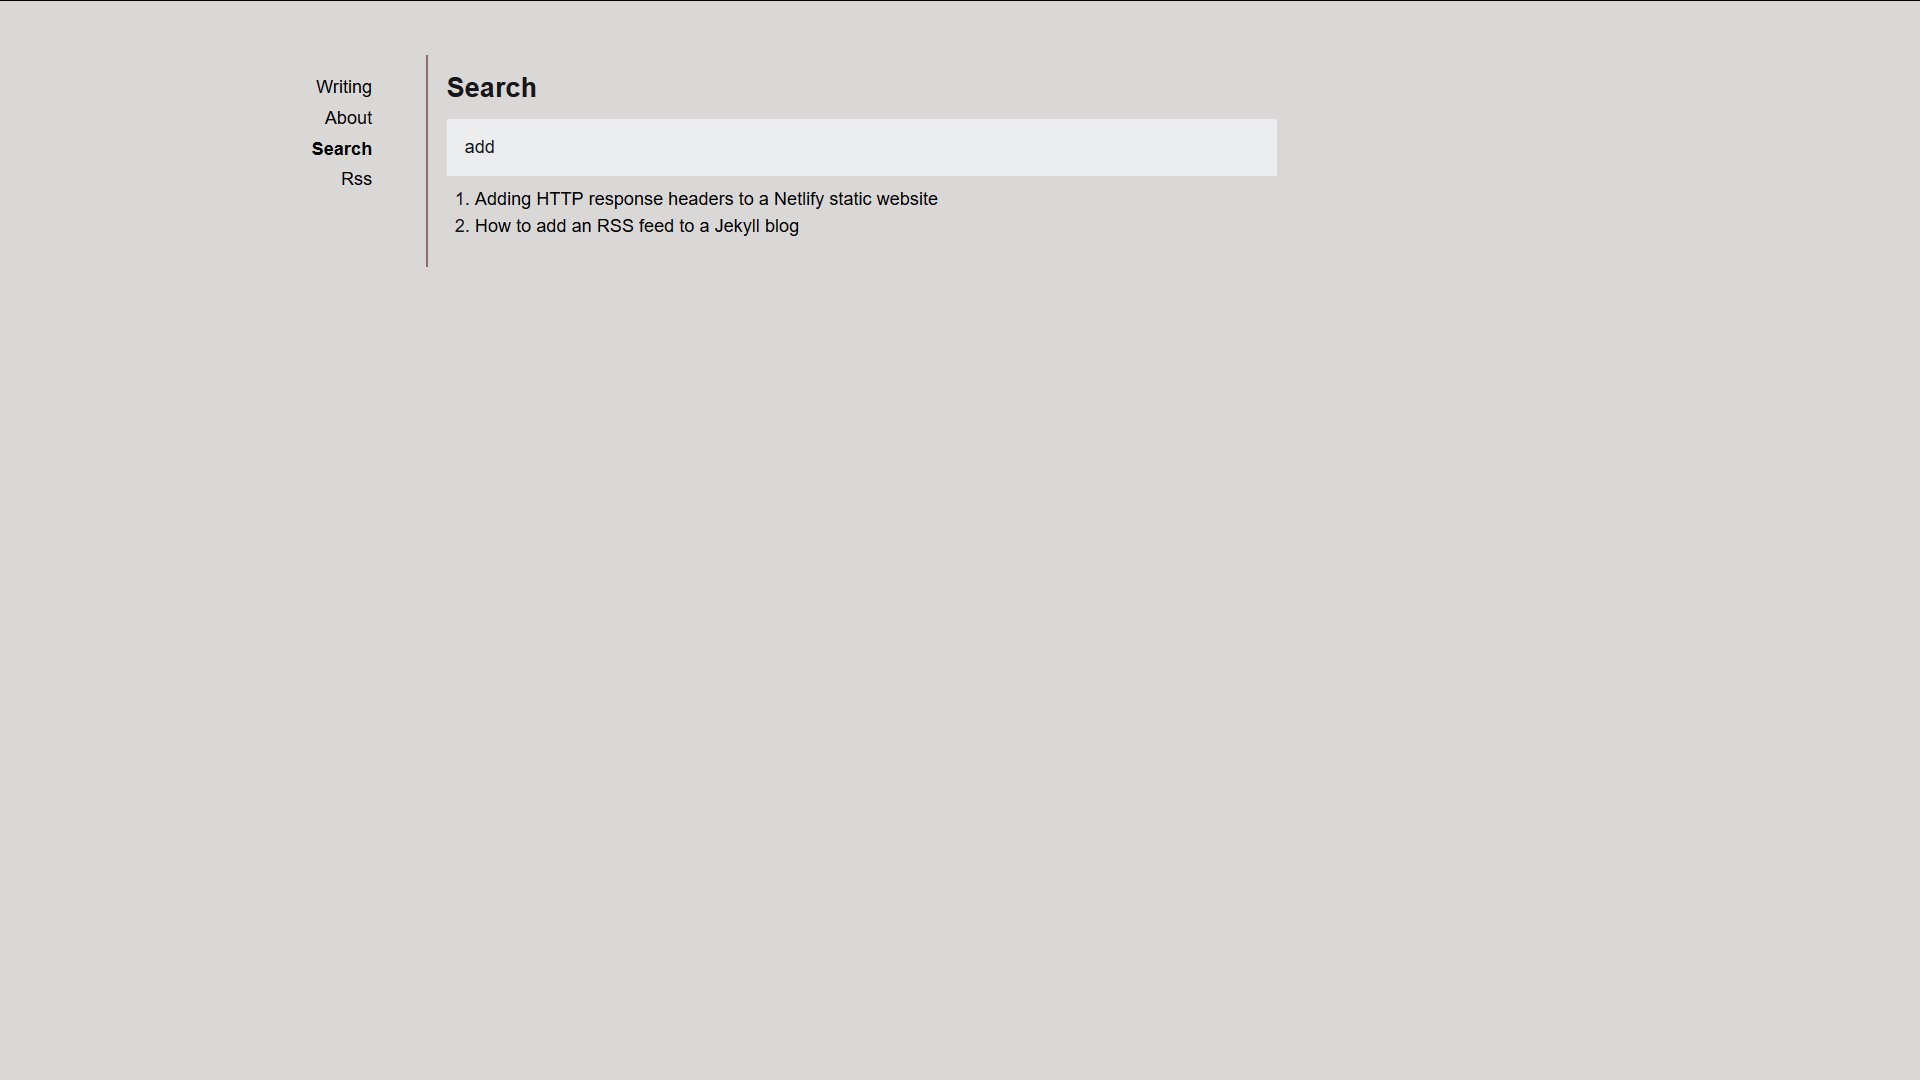 Writing
About
Search
Rss
Search
add
1. Adding HTTP response headers to a Netlify static website
2. How to add an RSS feed to a Jekyll blog